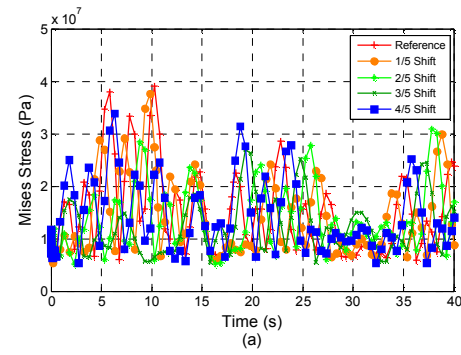 x 10^7
5
4
3
2
1
0
0 5 10 15 20 25 30 35 40
Mises Stress (Pa)
Time (s)
(a)
Reference
1/5 Shift
2/5 Shift
3/5 Shift
4/5 Shift